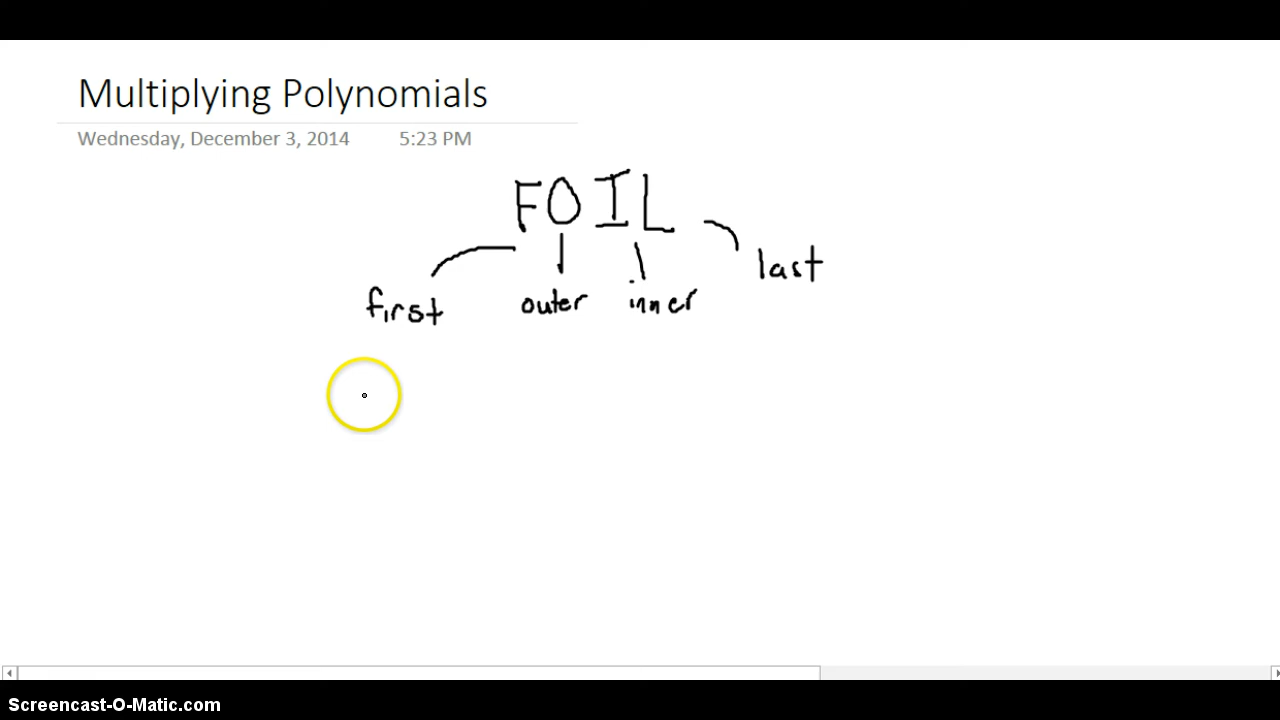 Multiplying Polynomials
Wednesday, December 3, 2014 5:23 PM
FOIL
first outer inner last
Screencast-O-Matic.com